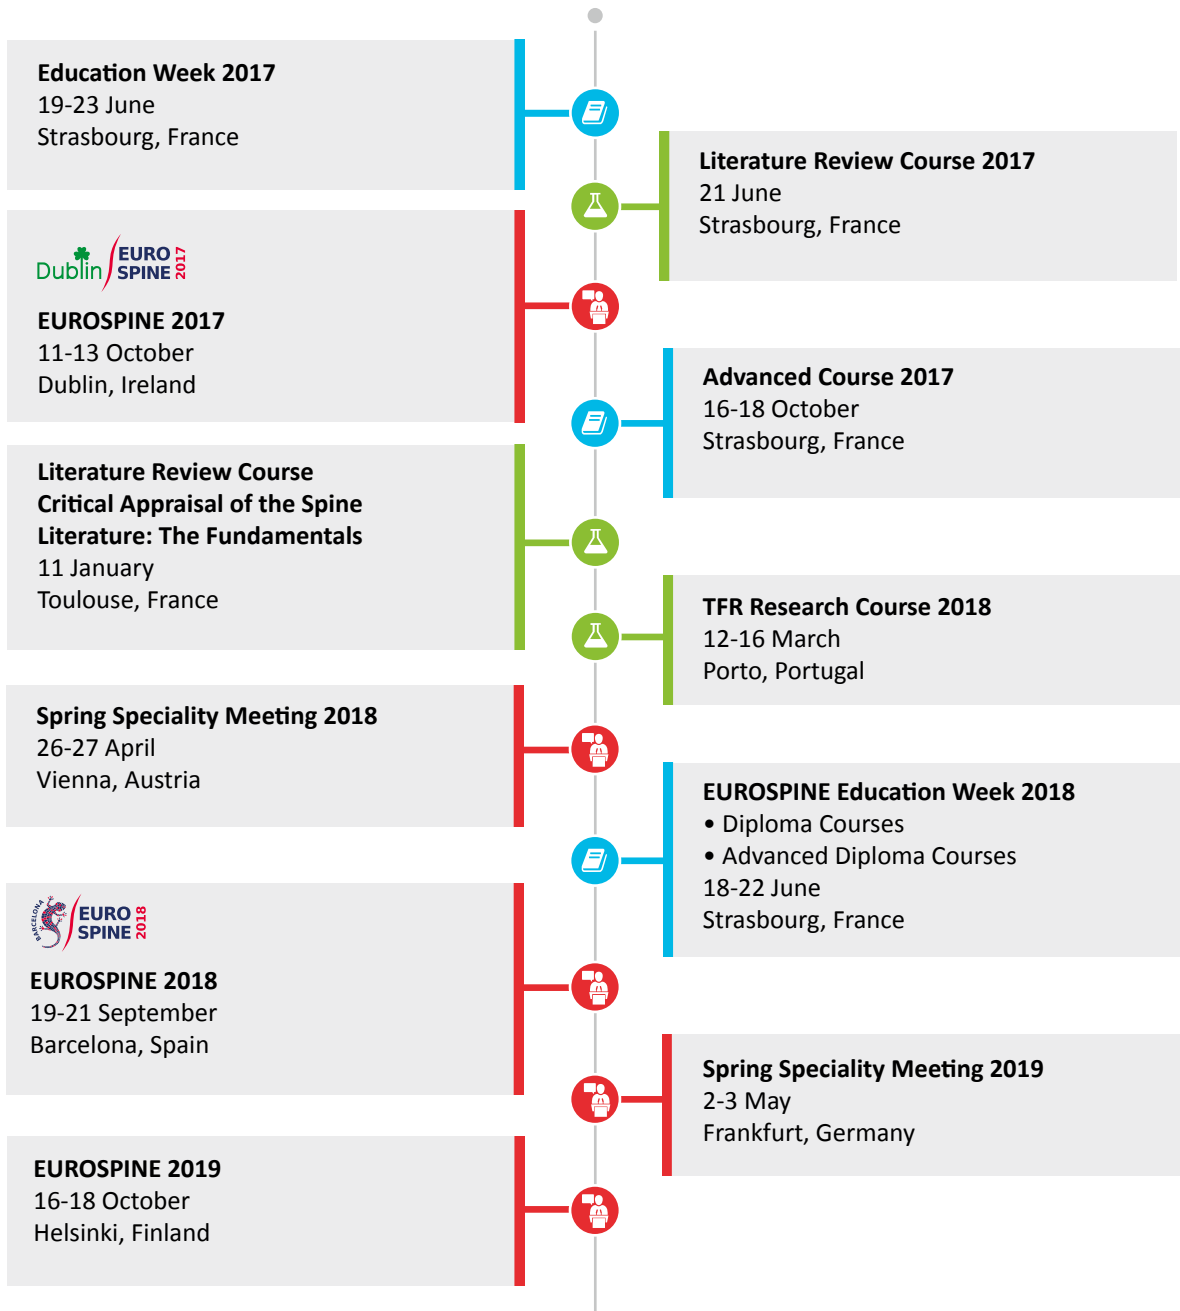 Education Week 2017
19-23 June
Strasbourg, France
Literature Review Course 2017
21 June
Strasbourg, France
Dublin
EURO
SPINE
2017
EUROSPINE 2017
11-13 October
Dublin, Ireland
Advanced Course 2017
16-18 October
Strasbourg, France
Literature Review Course
Critical Appraisal of the Spine
Literature: The Fundamentals
11 January
Toulouse, France
TFR Research Course 2018
12-16 March
Porto, Portugal
Spring Speciality Meeting 2018
26-27 April
Vienna, Austria
EUROSPINE Education Week 2018
• Diploma Courses
• Advanced Diploma Courses
18-22 June
Strasbourg, France
BARCELONA
EURO
SPINE
2018
EUROSPINE 2018
19-21 September
Barcelona, Spain
Spring Speciality Meeting 2019
2-3 May
Frankfurt, Germany
EUROSPINE 2019
16-18 October
Helsinki, Finland